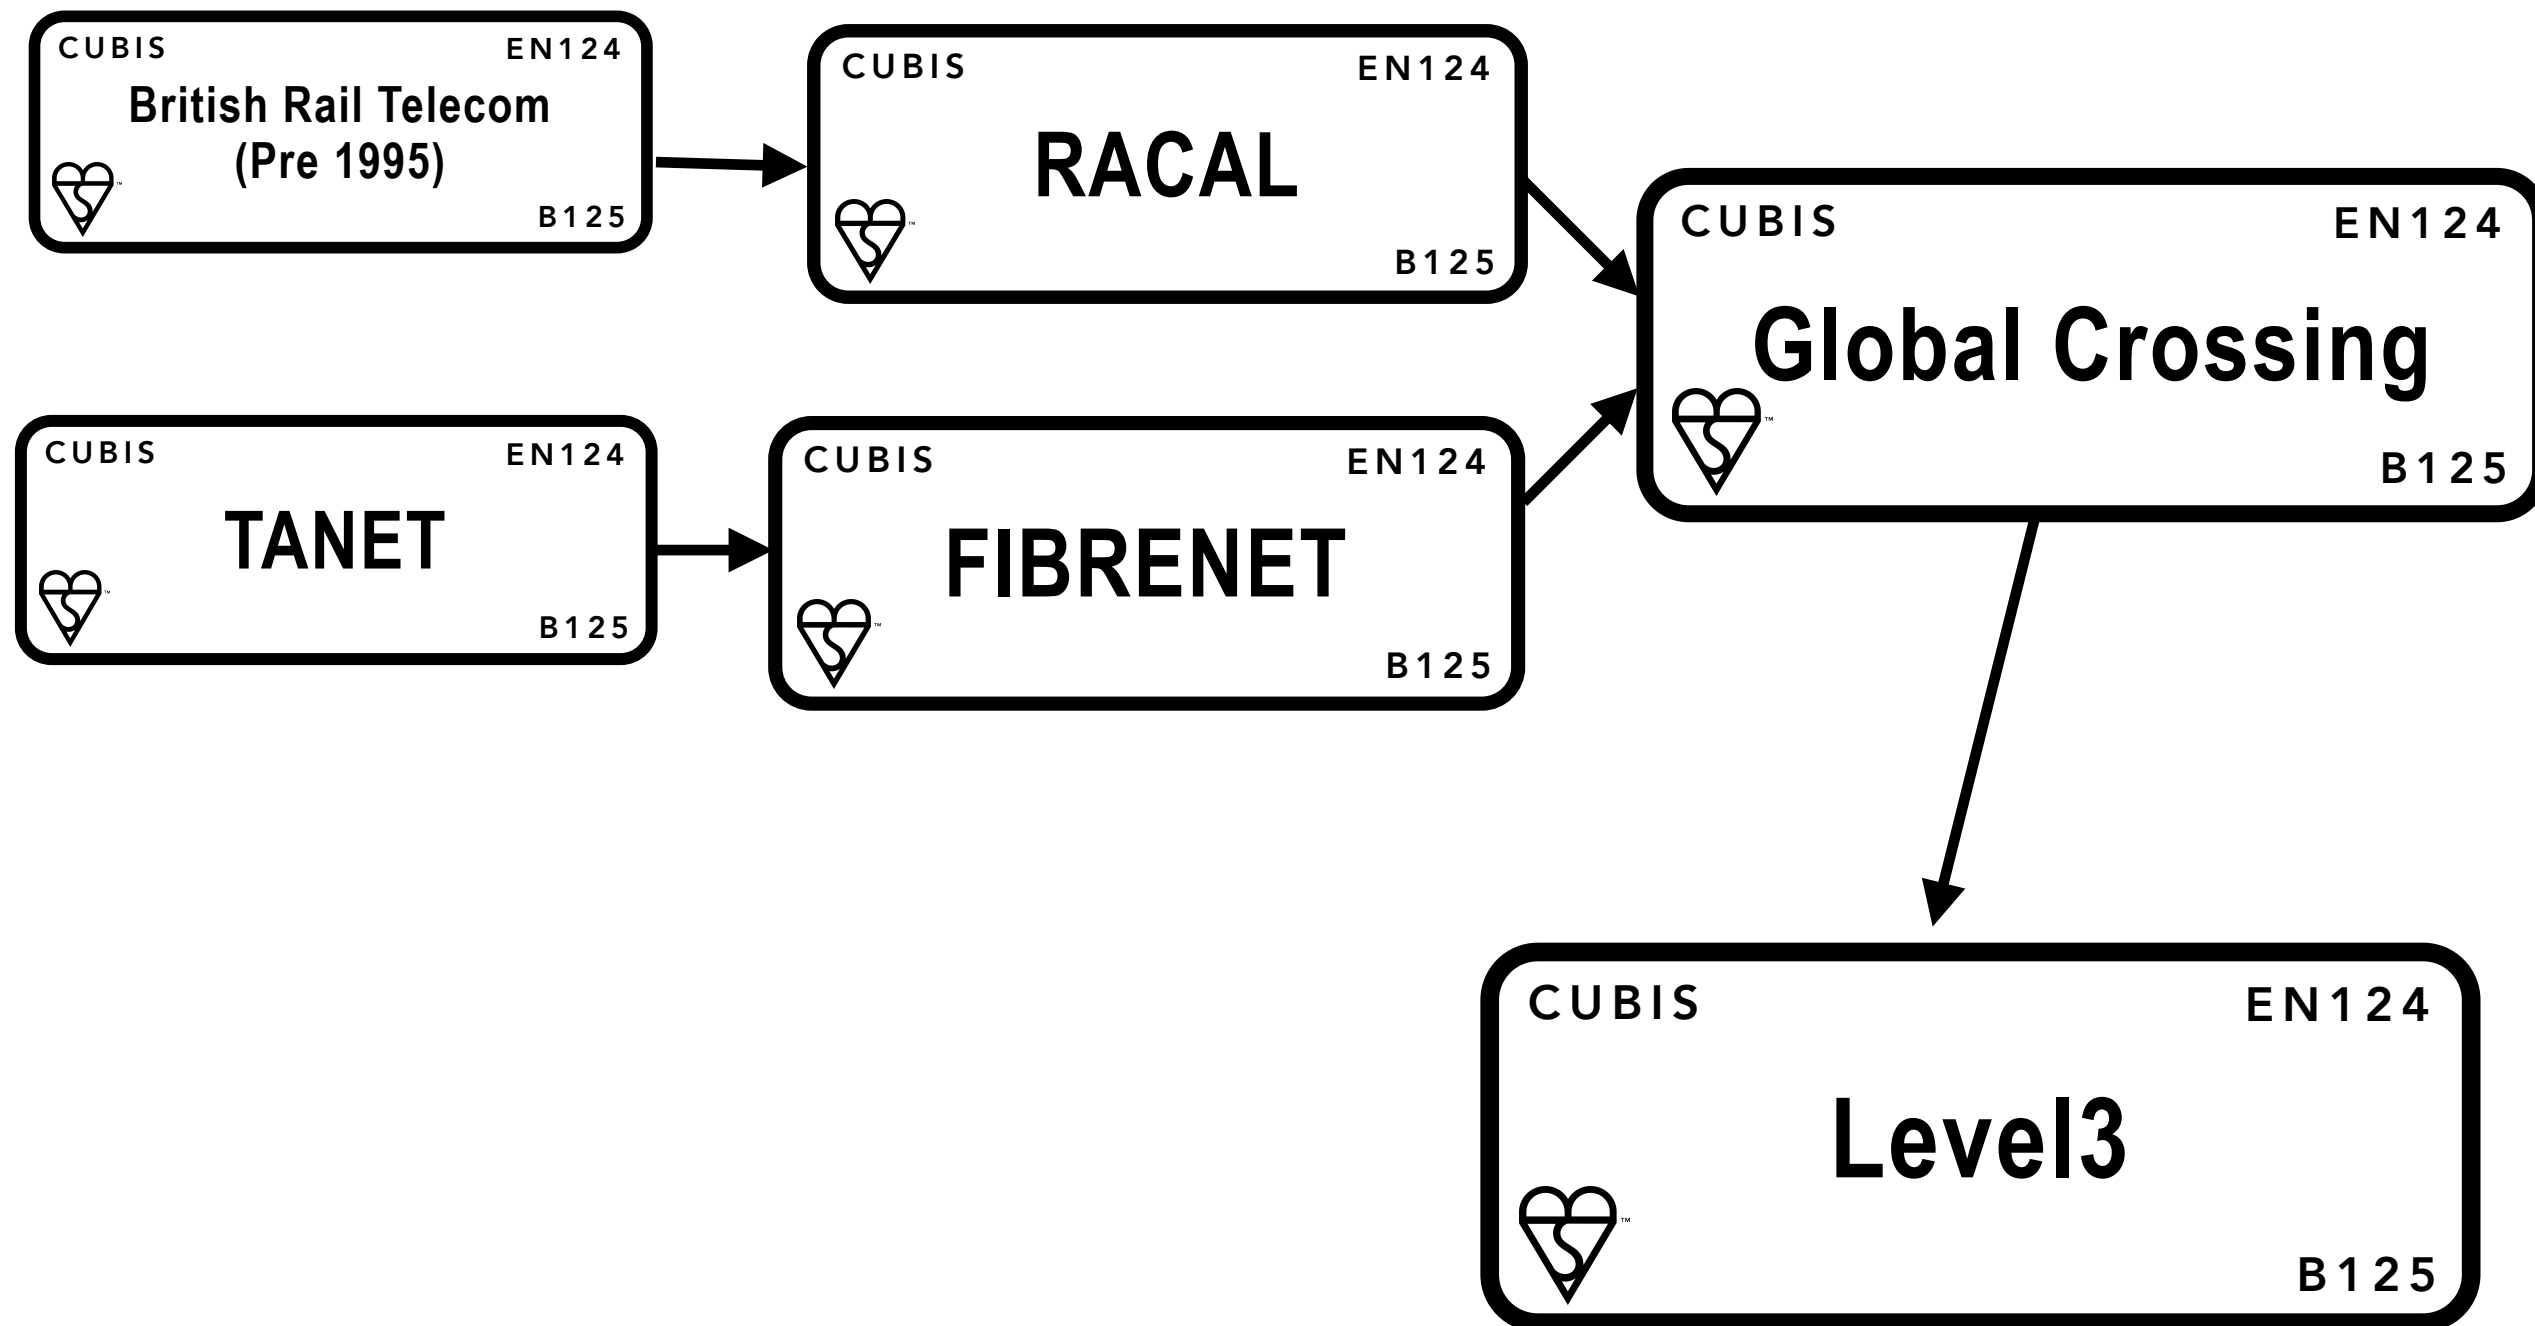 CUBIS EN124
British Rail Telecom
(Pre 1995)
B125
CUBIS EN124
RACAL
B125
CUBIS EN124
Global Crossing
B125
CUBIS EN124
TANET
B125
CUBIS EN124
FIBRENET
B125
CUBIS EN124
Level3
B125